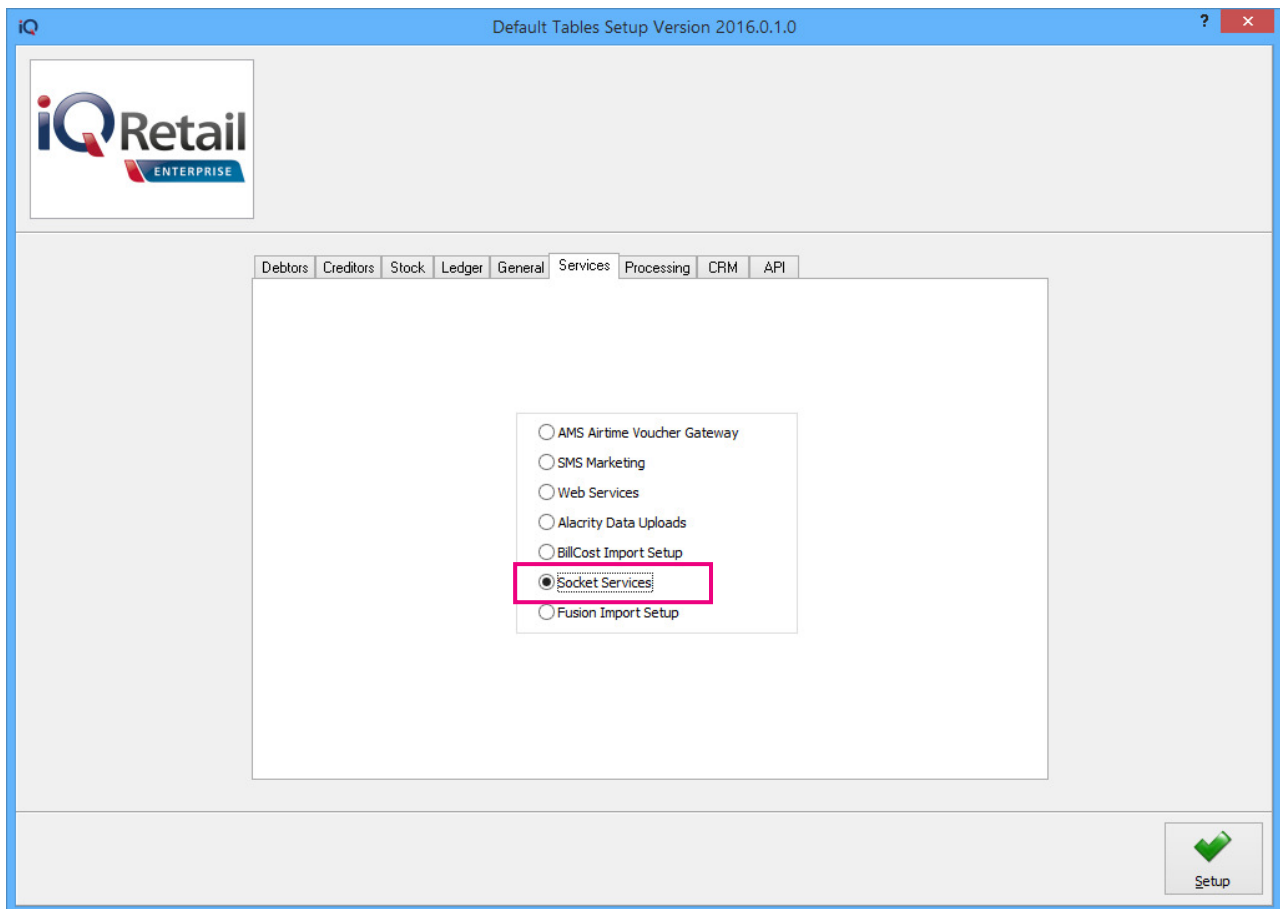 iQ Default Tables Setup Version 2016.0.1.0 ? ×
iQ Retail
ENTERPRISE
Debtors Creditors Stock Ledger General Services Processing CRM API
AMS Airtime Voucher Gateway
SMS Marketing
Web Services
Alacrity Data Uploads
BillCost Import Setup
Socket Services
Fusion Import Setup
Setup